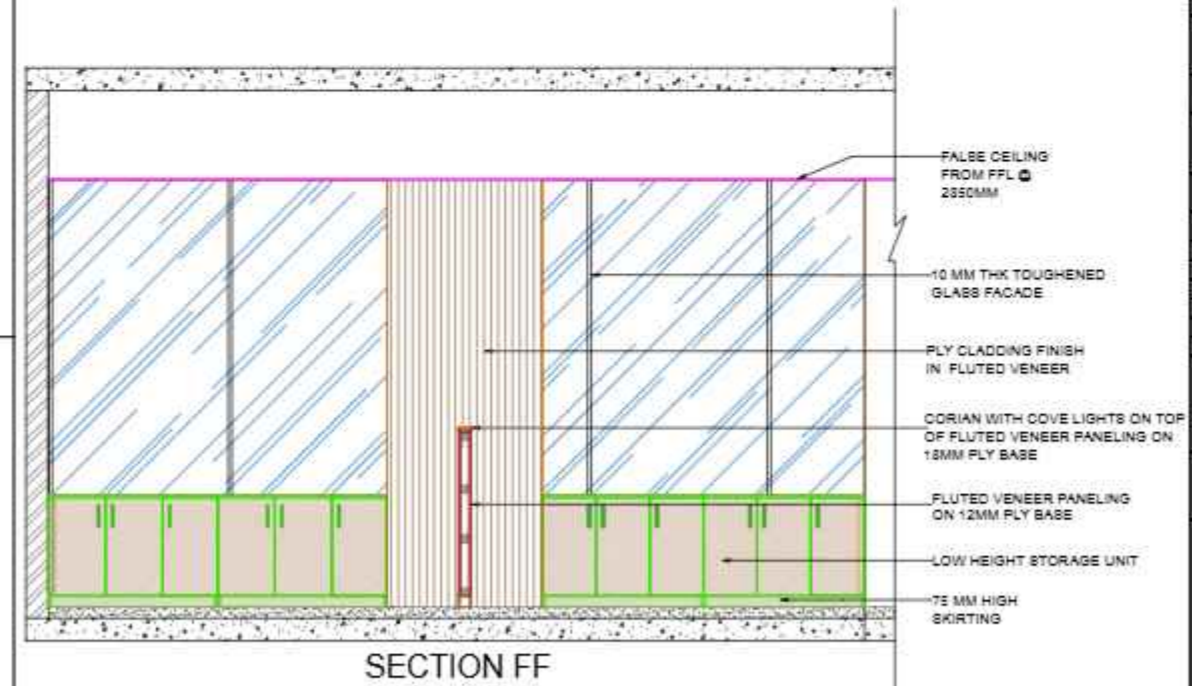 FALSE CEILING
FROM FFL @
2850MM
10 MM THK TOUGHENED
GLASS FACADE
PLY CLADDING FINISH
IN FLUTED VENEER
CORIAN WITH COVE LIGHTS ON TOP
OF FLUTED VENEER PANELING ON
18MM PLY BASE
FLUTED VENEER PANELING
ON 12MM PLY BASE
LOW HEIGHT STORAGE UNIT
75 MM HIGH
SKIRTING
SECTION FF